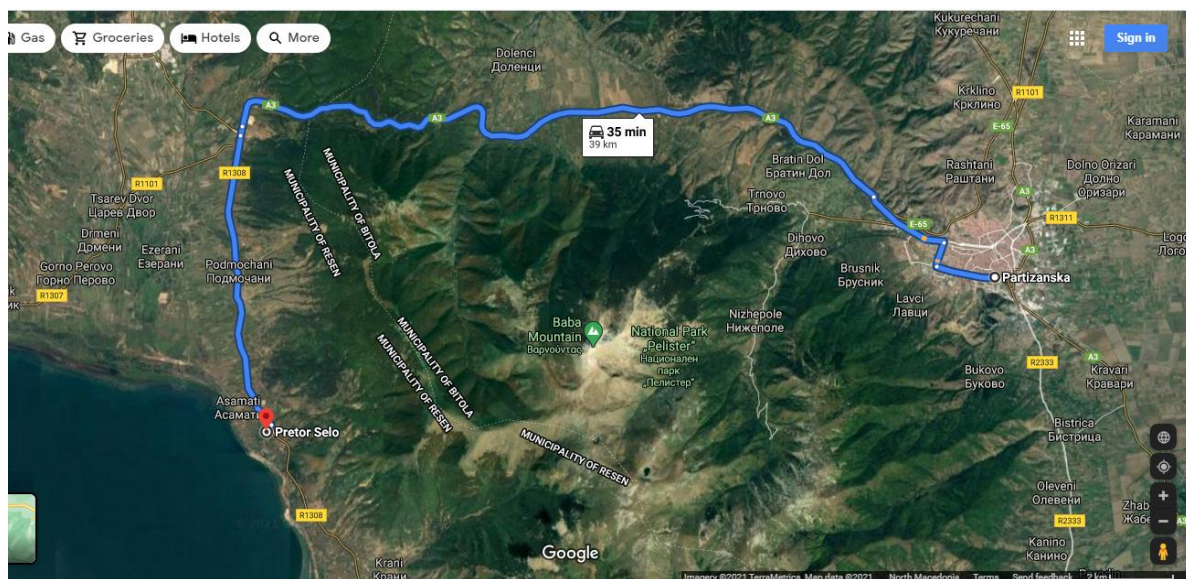 Gas
Groceries
Hotels
More
Sign in
Kukurechani
Кукуречани
Dolenci
Доленци
Krklino
Крклино
R1101
Karamani
Карамани
A3
A3
A3
E-65
35 min
39 km
Bratin Dol
Братин Дол
Rashtani
Раштани
Dolno Orizari
Долно
Оризари
R1308
R1101
MUNICIPALITY OF BITOLA
MUNICIPALITY OF RESEN
Tsarev Dvor
Царев Двор
Trnovo
Трново
A3
R1311
E-65
Drmeni
Дрмени
Ezerani
Езерани
Dihovo
Дихово
A3
Gorno Perovo
Горно Перово
Podmochani
Подмочани
Brusnik
Брусник
Partizanska
R1307
Lavci
Лавци
Nizhepole
Нижеполе
Baba
Mountain
Βαρνούντας
National Park
„Pelister”
Национален
парк
„Пелистер”
MUNICIPALITY OF BITOLA
MUNICIPALITY OF RESEN
R2333
A3
Bukovo
Буково
Kravari
Кравари
Asamati
Асамати
Pretor Selo
MUNICIPALITY OF RESEN
Bistrica
Бистрица
Oleveni
Олевени
R1308
R2333
Kanino
Канино
Krani
Крани
Google
Imagery ©2021 TerraMetrics, Map data ©2021 North Macedonia Terms Send feedback 2 km